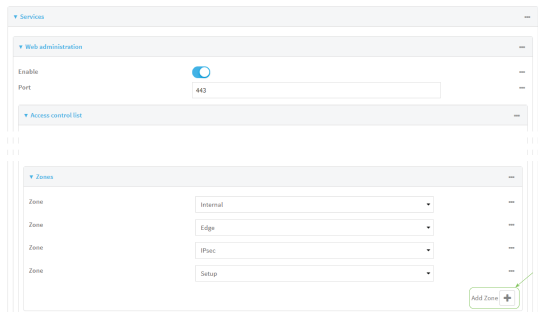 Services
Web administration
Enable
Port 443
Access control list
Zones
Zone Internal
Zone Edge
Zone IPsec
Zone Setup
Add Zone